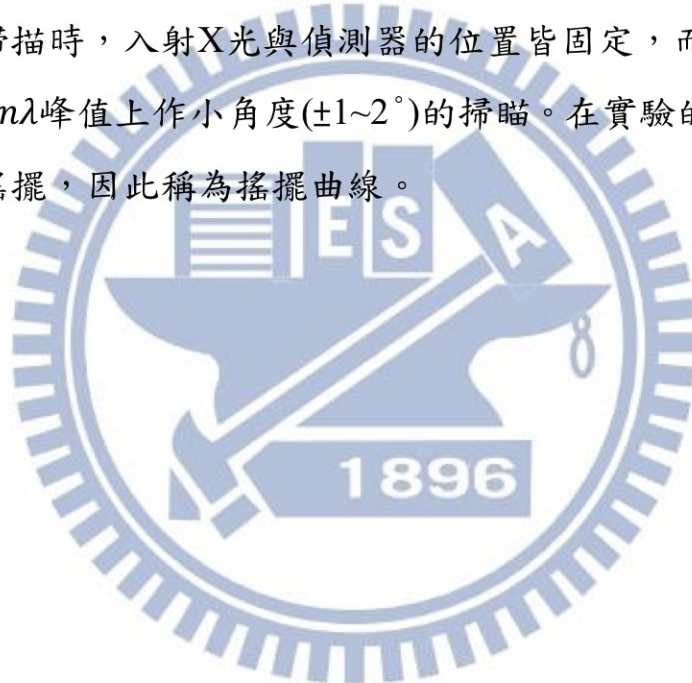 掃描時，入射X光與偵測器的位置皆固定，而
nλ峰值上作小角度(±1~2°)的掃瞄。在實驗的
搖擺，因此稱為搖擺曲線。
E S A
1896